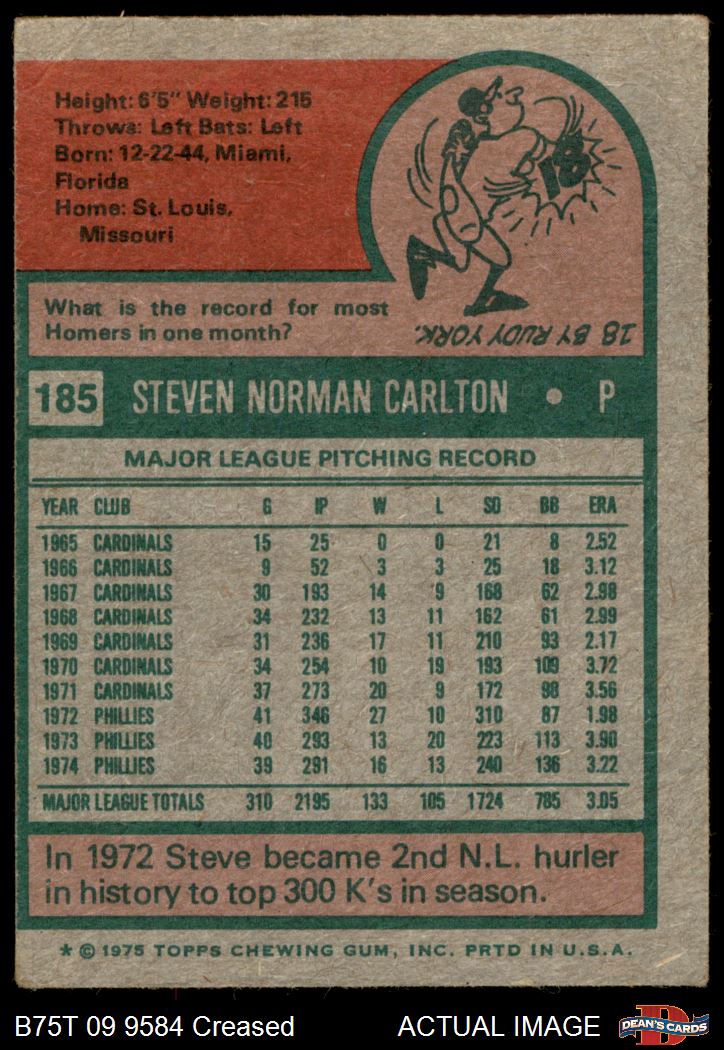 Height: 6'5" Weight: 215
Throws: Left Bats: Left
Born: 12-22-44, Miami,
Florida
Home: St. Louis,
Missouri
18
What is the record for most
Homers in one month?
18 BY RUDY YORK.
185 STEVEN NORMAN CARLTON • P
MAJOR LEAGUE PITCHING RECORD
YEAR CLUB G IP W L SO BB ERA
1965 CARDINALS 15 25 0 0 21 8 2.52
1966 CARDINALS 9 52 3 3 25 18 3.12
1967 CARDINALS 30 193 14 9 168 62 2.98
1968 CARDINALS 34 232 13 11 162 61 2.99
1969 CARDINALS 31 236 17 11 210 93 2.17
1970 CARDINALS 34 254 10 19 193 109 3.72
1971 CARDINALS 37 273 20 9 172 98 3.56
1972 PHILLIES 41 346 27 10 310 87 1.98
1973 PHILLIES 40 293 13 20 223 113 3.90
1974 PHILLIES 39 291 16 13 240 136 3.22
MAJOR LEAGUE TOTALS 310 2195 133 105 1724 785 3.05
In 1972 Steve became 2nd N.L. hurler
in history to top 300 K's in season.
* © 1975 TOPPS CHEWING GUM, INC. PRTD IN U.S.A.
B75T 09 9584 Creased ACTUAL IMAGE
D
DEAN'S CARDS